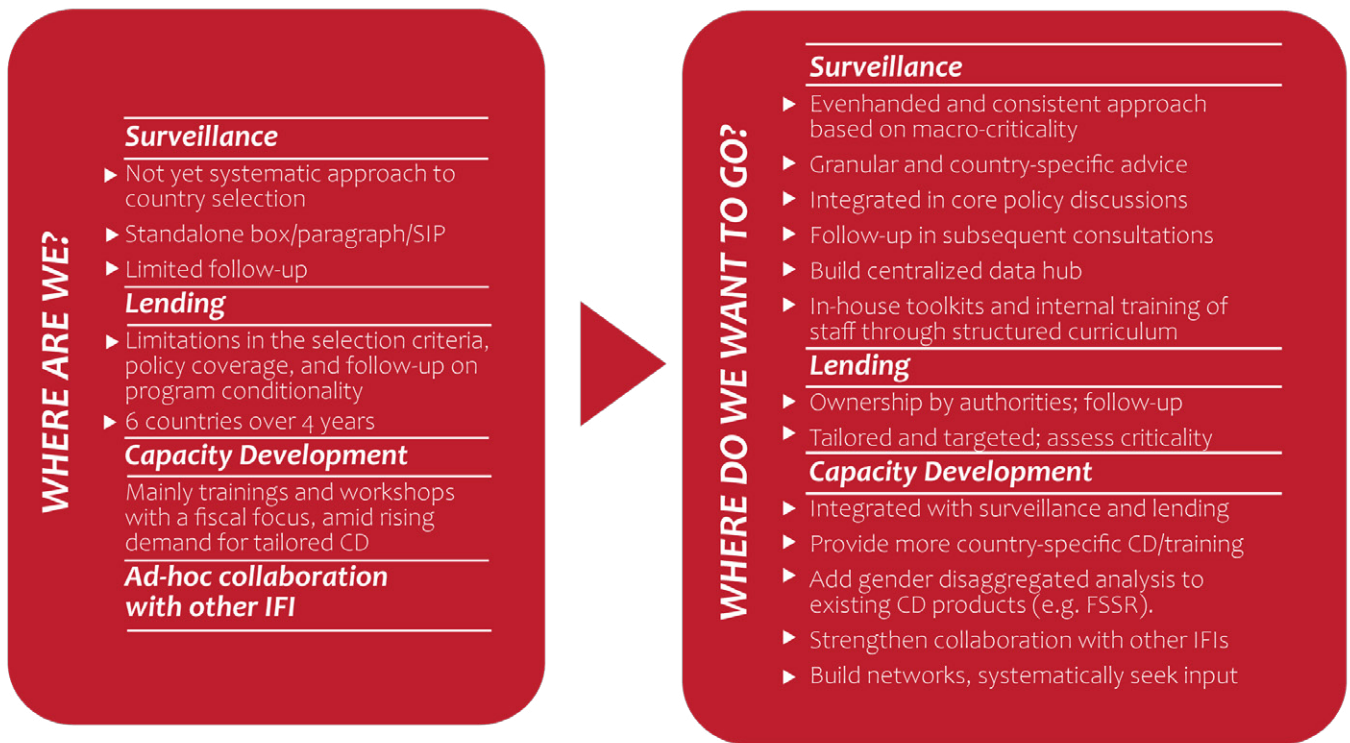 WHERE ARE WE?
Surveillance
▶ Not yet systematic approach to
country selection
▶ Standalone box/paragraph/SIP
▶ Limited follow-up
Lending
▶ Limitations in the selection criteria,
policy coverage, and follow-up on
program conditionality
▶ 6 countries over 4 years
Capacity Development
Mainly trainings and workshops
with a fiscal focus, amid rising
demand for tailored CD
Ad-hoc collaboration
with other IFI
WHERE DO WE WANT TO GO?
Surveillance
▶ Evenhanded and consistent approach
based on macro-criticality
▶ Granular and country-specific advice
▶ Integrated in core policy discussions
▶ Follow-up in subsequent consultations
▶ Build centralized data hub
▶ In-house toolkits and internal training of
staff through structured curriculum
Lending
▶ Ownership by authorities; follow-up
▶ Tailored and targeted; assess criticality
Capacity Development
▶ Integrated with surveillance and lending
▶ Provide more country-specific CD/training
▶ Add gender disaggregated analysis to
existing CD products (e.g. FSSR).
▶ Strengthen collaboration with other IFIs
▶ Build networks, systematically seek input